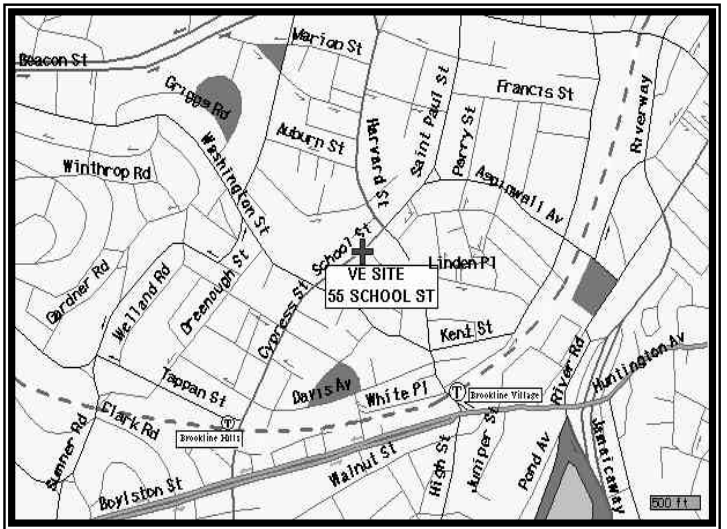 Marion St
Beacon St
Griggs Rd
Francis St
Riverway
Harvard St
Saint Paul St
Perry St
Auburn St
Washington St
Winthrop Rd
Aspinwall Av
School St
Linden Pl
VE SITE
55 SCHOOL ST
Gardner Rd
Welland Rd
Greenough St
Cypress St
Kent St
River Rd
Huntington Av
Tappan St
Davis Av
White Pl
T
Brookline Village
T
Brookline Hills
Clark Rd
Sumner Rd
Walnut St
High St
Juniper St
Pond Av
Jamaicaway
Boylston St
500 ft